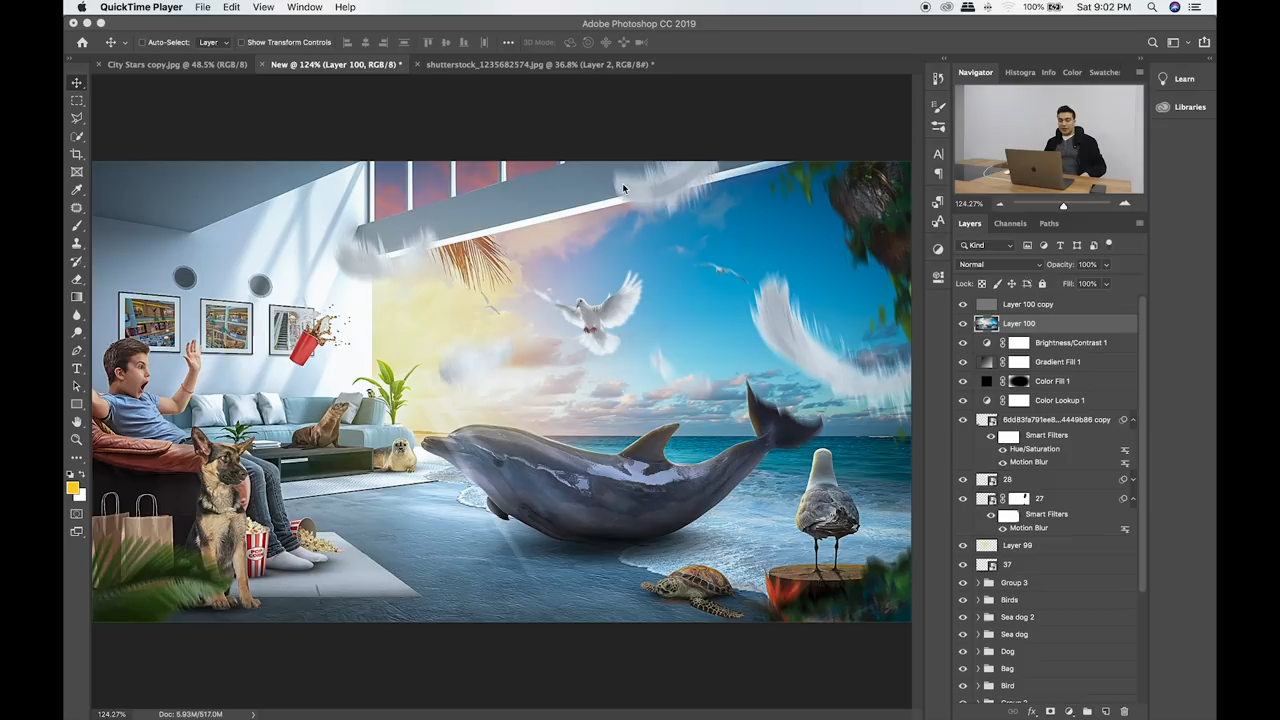 QuickTime Player File Edit View Window Help
100% Sat 9:02 PM
Adobe Photoshop CC 2019
Auto-Select: Layer Show Transform Controls 3D Mode:
City Stars copy.jpg @ 48.5% (RGB/8) New @ 124% (Layer 100, RGB/8) * shutterstock_1235682574.jpg @ 36.8% (Layer 2, RGB/8#) *
Navigator Histogra Info Color Swatche:
Learn
Libraries
124.27%
Layers Channels Paths
Kind
Normal Opacity: 100%
Lock: Fill: 100%
Layer 100 copy
Layer 100
Brightness/Contrast 1
Gradient Fill 1
Color Fill 1
Color Lookup 1
6dd83fa791ee8...4449b86 copy
Smart Filters
Hue/Saturation
Motion Blur
28
27
Smart Filters
Motion Blur
Layer 99
37
Group 3
Birds
Sea dog 2
Sea dog
Dog
Bag
Bird
124.27% Doc: 5.93M/517.0M